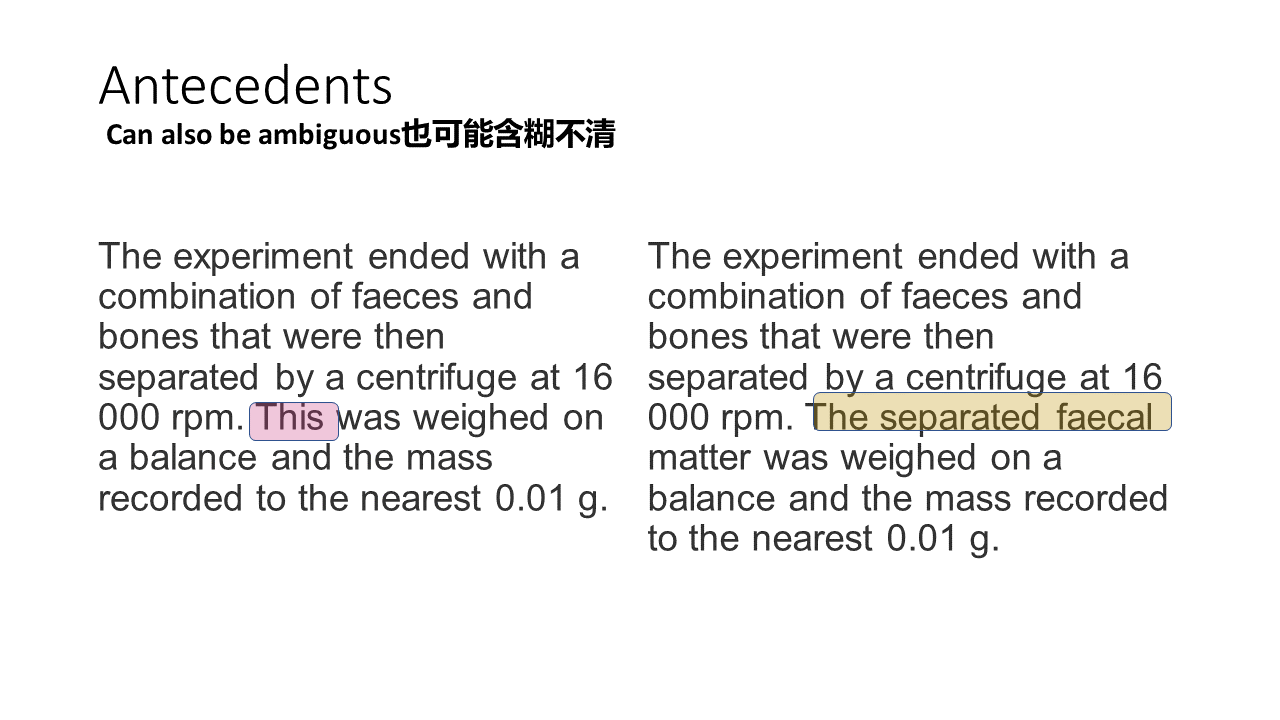 Antecedents
Can also be ambiguous也可能含糊不清
The experiment ended with a
combination of faeces and
bones that were then
separated by a centrifuge at 16
000 rpm. This was weighed on
a balance and the mass
recorded to the nearest 0.01 g.
The experiment ended with a
combination of faeces and
bones that were then
separated by a centrifuge at 16
000 rpm. The separated faecal
matter was weighed on a
balance and the mass recorded
to the nearest 0.01 g.